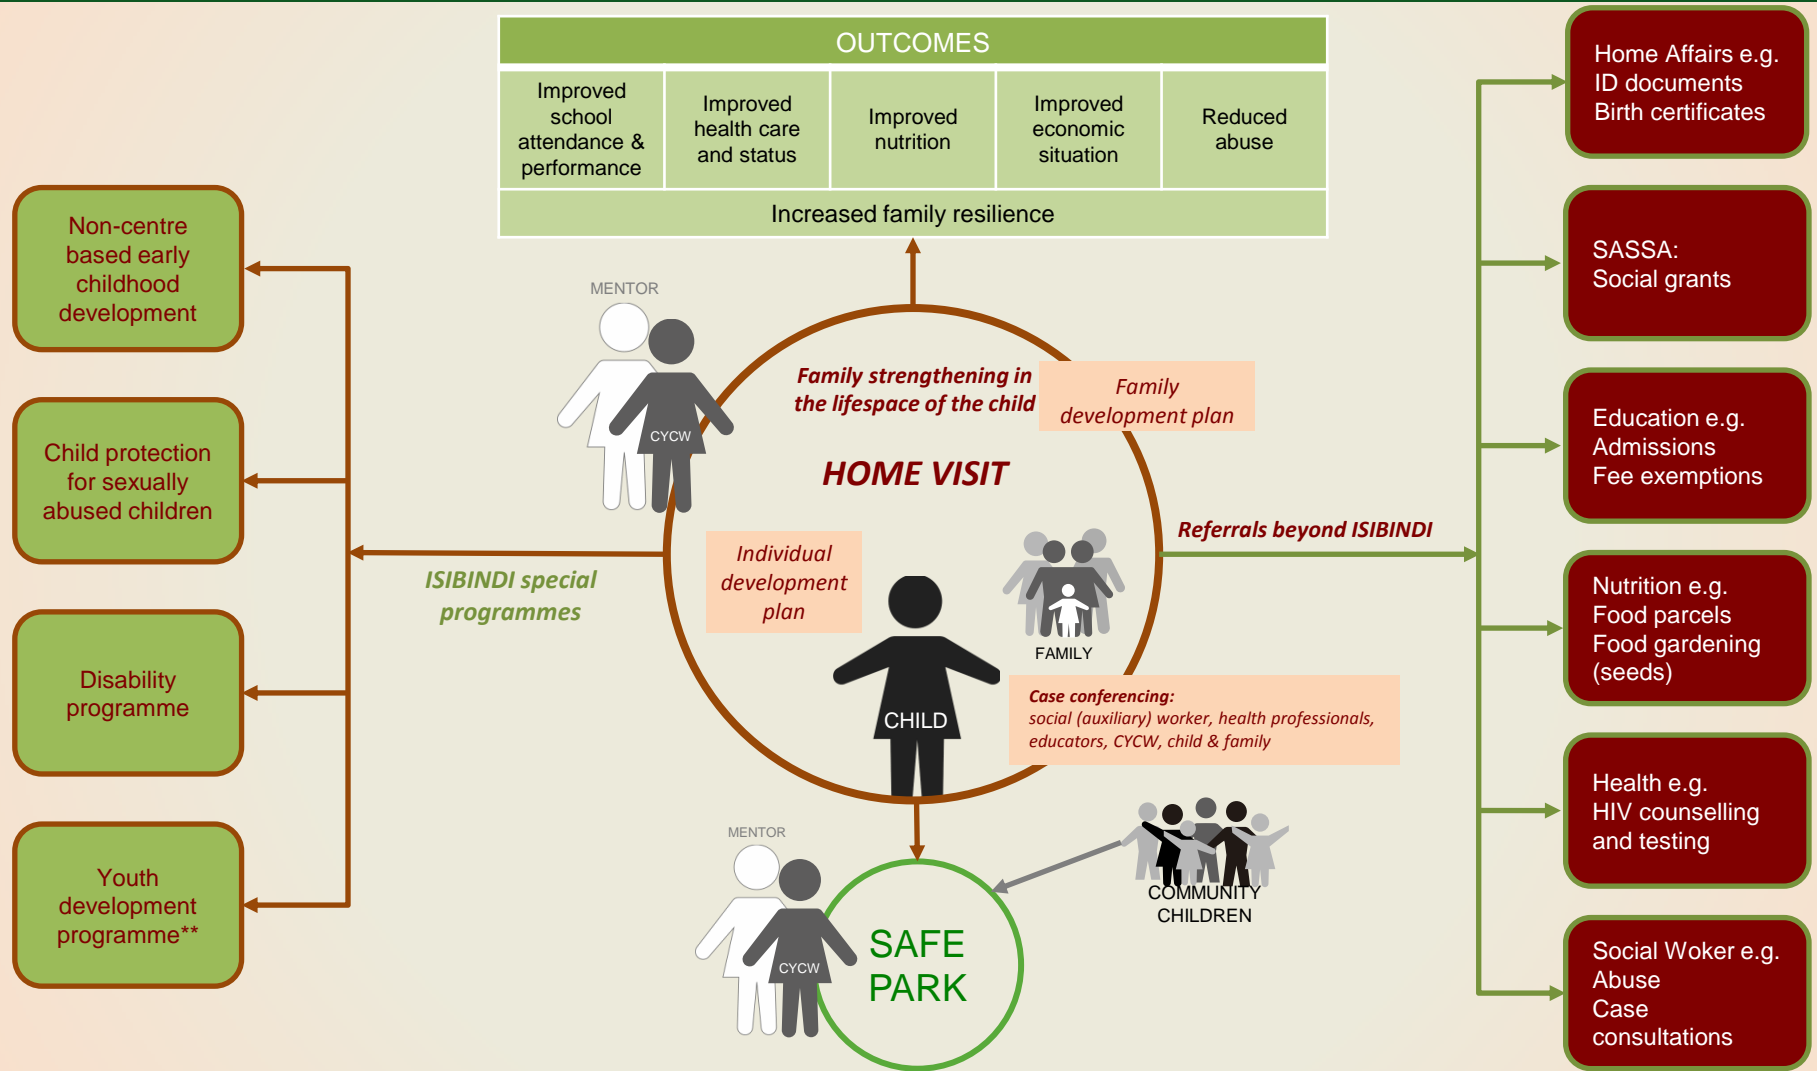 OUTCOMES
Improved
school
attendance &
performance
Improved
health care
and status
Improved
nutrition
Improved
economic
situation
Reduced
abuse
Increased family resilience
Non-centre
based early
childhood
development
Child protection
for sexually
abused children
Disability
programme
Youth
development
programme**
ISIBINDI special
programmes
MENTOR
CYCW
Family strengthening in
the lifespace of the child
Family
development plan
HOME VISIT
Individual
development
plan
FAMILY
CHILD
Case conferencing:
social (auxiliary) worker, health professionals,
educators, CYCW, child & family
MENTOR
CYCW
SAFE
PARK
COMMUNITY
CHILDREN
Referrals beyond ISIBINDI
Home Affairs e.g.
ID documents
Birth certificates
SASSA:
Social grants
Education e.g.
Admissions
Fee exemptions
Nutrition e.g.
Food parcels
Food gardening
(seeds)
Health e.g.
HIV counselling
and testing
Social Woker e.g.
Abuse
Case
consultations